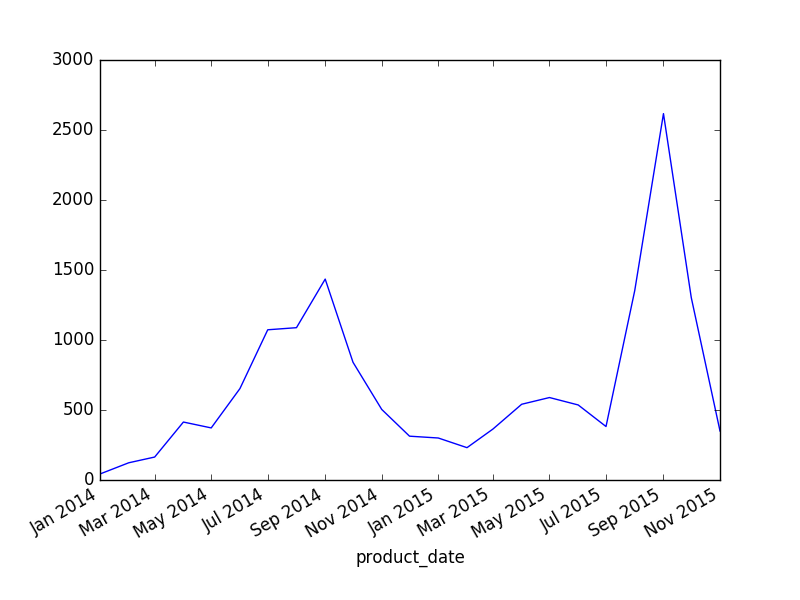 3000
2500
2000
1500
1000
500
0
Jan 2014
Mar 2014
May 2014
Jul 2014
Sep 2014
Nov 2014
Jan 2015
Mar 2015
May 2015
Jul 2015
Sep 2015
Nov 2015
product_date